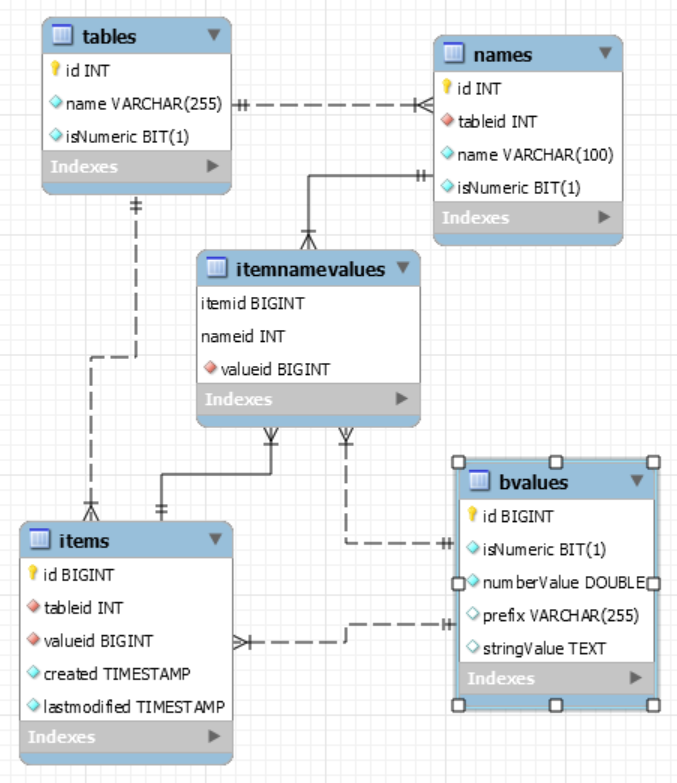 tables
id INT
name VARCHAR(255)
isNumeric BIT(1)
Indexes
names
id INT
tableid INT
name VARCHAR(100)
isNumeric BIT(1)
Indexes
itemnamevalues
itemid BIGINT
nameid INT
valueid BIGINT
Indexes
bvalues
id BIGINT
isNumeric BIT(1)
numberValue DOUBLE
prefix VARCHAR(255)
stringValue TEXT
Indexes
items
id BIGINT
tableid INT
valueid BIGINT
created TIMESTAMP
lastmodified TIMESTAMP
Indexes